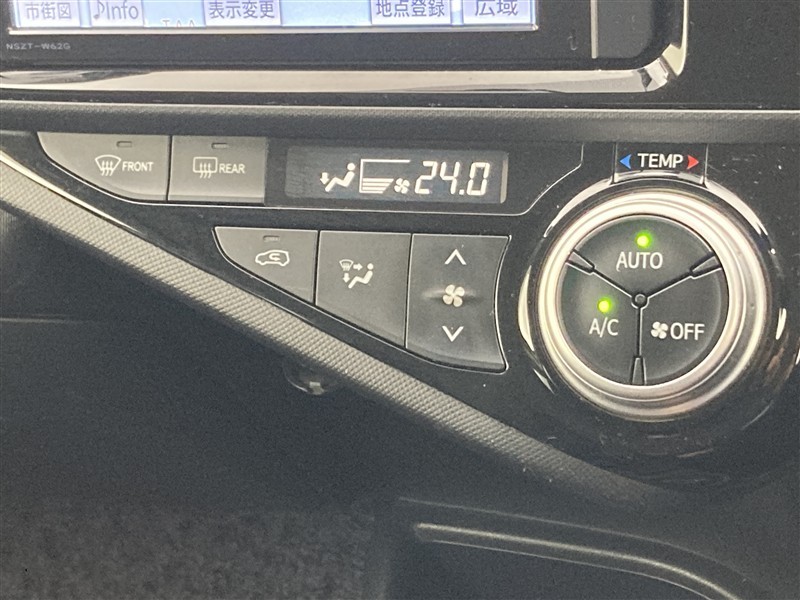 市街図 ♪Info 表示変更 地点登録 広域
NSZT-W62G
FRONT REAR 24.0 TEMP
AUTO
A/C OFF